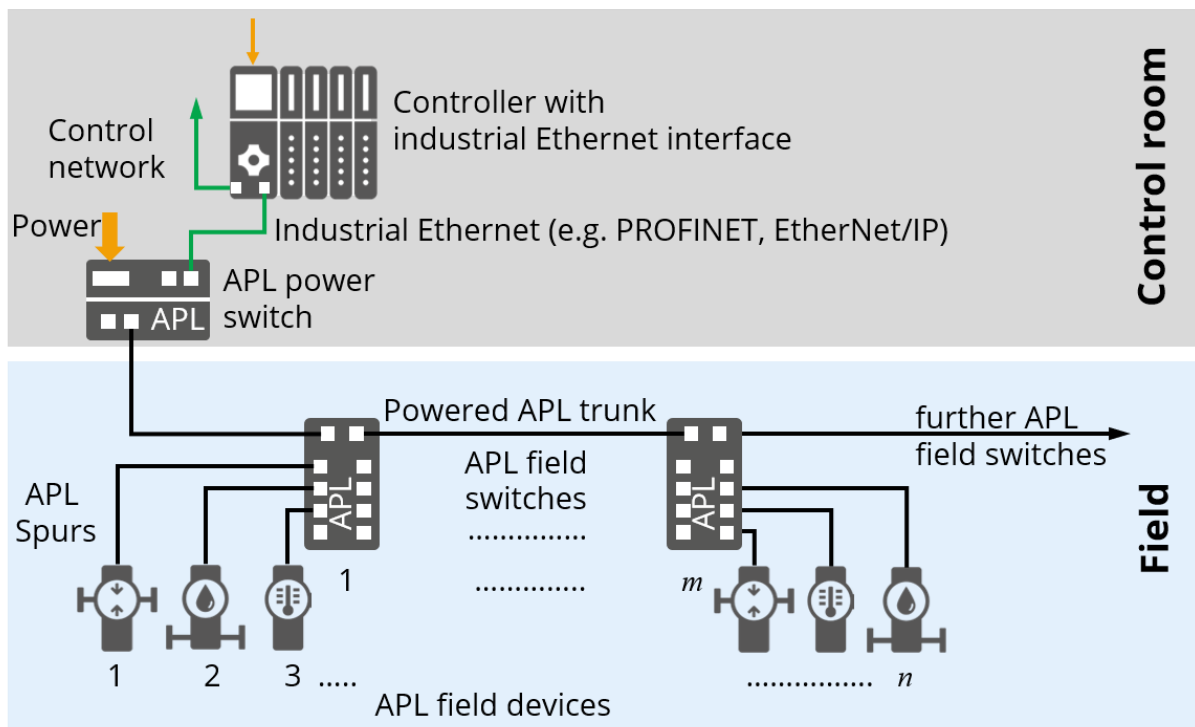 Controller with
industrial Ethernet interface
Control
network
Power
Industrial Ethernet (e.g. PROFINET, EtherNet/IP)
APL power
switch
APL
Control room
Powered APL trunk
further APL
field switches
APL field
switches
...............
...............
APL
Spurs
APL
APL
1
m
1
2
3 .....
................. n
APL field devices
Field